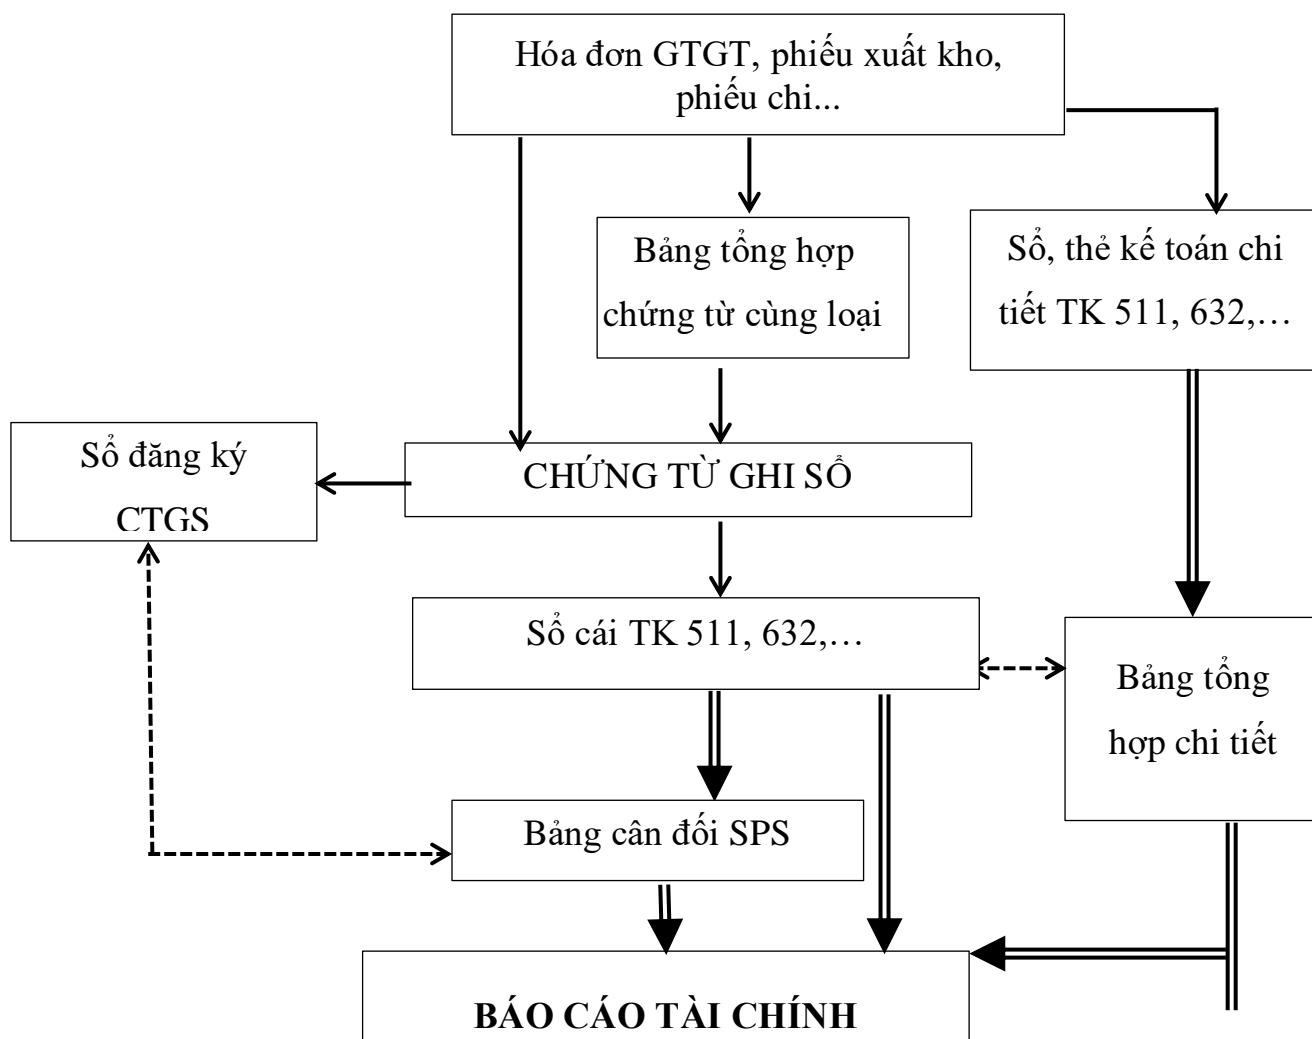 Hóa đơn GTGT, phiếu xuất kho,
phiếu chi...
Bảng tổng hợp
chứng từ cùng loại
Sổ, thẻ kế toán chi
tiết TK 511, 632,…
Sổ đăng ký
CTGS
CHỨNG TỪ GHI SỔ
Sổ cái TK 511, 632,…
Bảng tổng
hợp chi tiết
Bảng cân đối SPS
BÁO CÁO TÀI CHÍNH